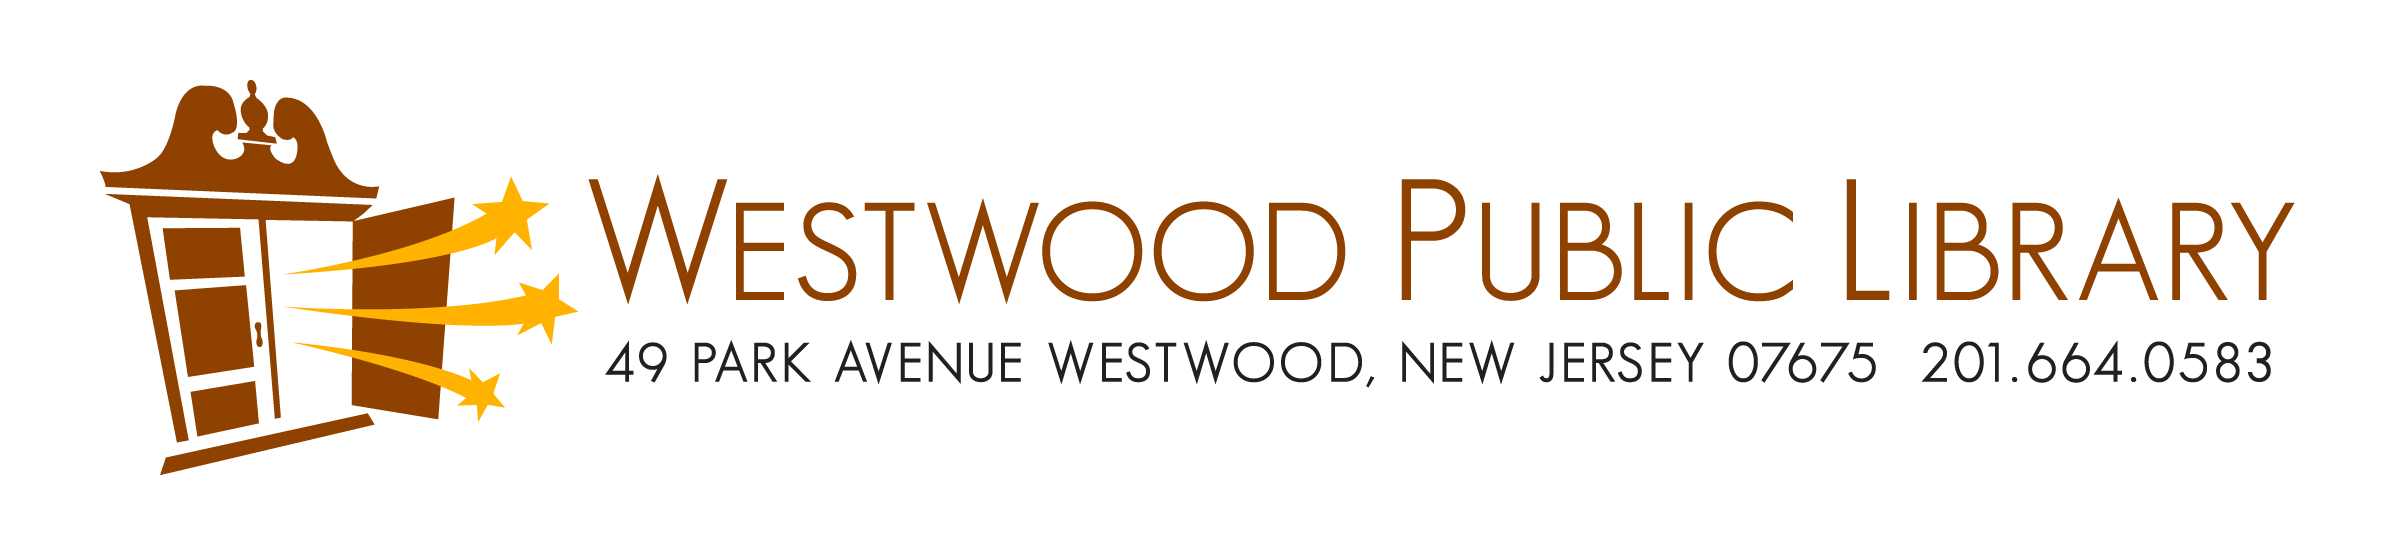 WESTWOOD PUBLIC LIBRARY
49 PARK AVENUE WESTWOOD, NEW JERSEY 07675 201.664.0583